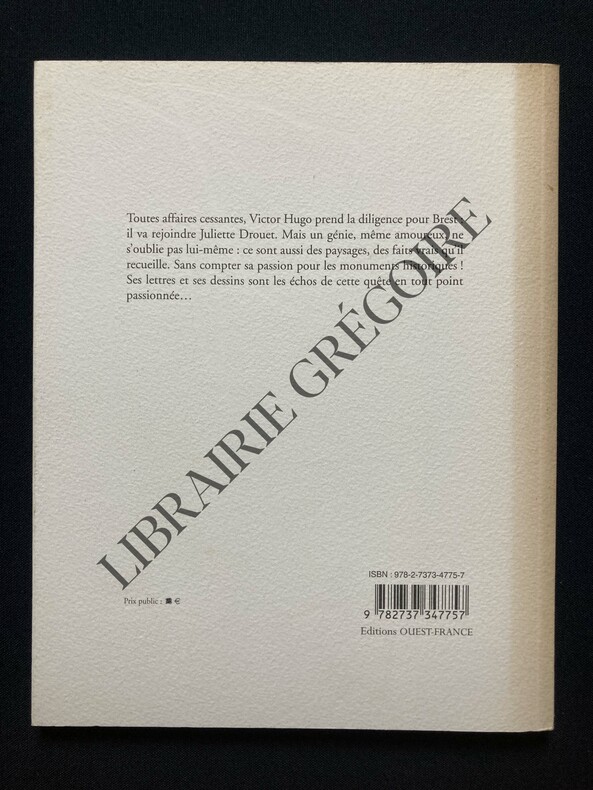 Toutes affaires cessantes, Victor Hugo prend la diligence pour Brest :
il va rejoindre Juliette Drouet. Mais un génie, même amoureux, ne
s'oublie pas lui-même : ce sont aussi des paysages, des faits vrais qu'il
recueille. Sans compter sa passion pour les monuments historiques !
Ses lettres et ses dessins sont les échos de cette quête en tout point
passionnée…
LIBRAIRIE GRÉGOIRE
ISBN : 978-2-7373-4775-7
Prix public : ■ €
9 782737 347757
Editions OUEST-FRANCE